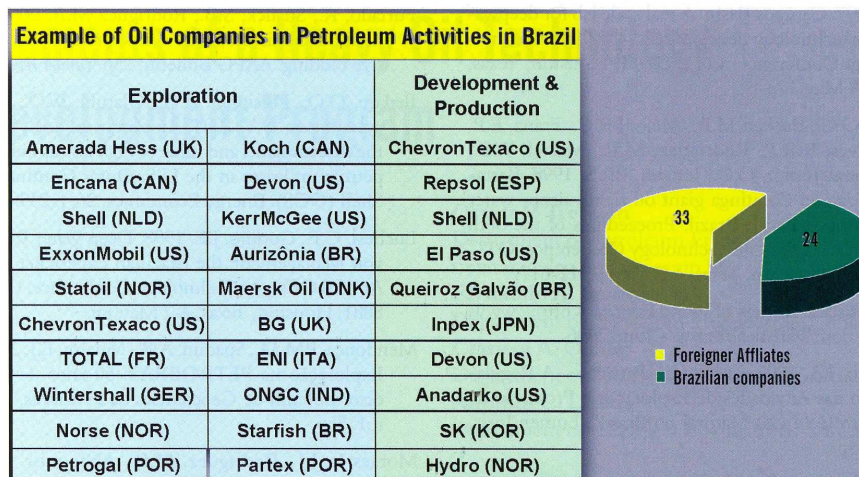 Example of Oil Companies in Petroleum Activities in Brazil
Exploration
Development &
Production
Amerada Hess (UK) Koch (CAN) ChevronTexaco (US)
Encana (CAN) Devon (US) Repsol (ESP)
Shell (NLD) KerrMcGee (US) Shell (NLD)
ExxonMobil (US) Aurizônia (BR) El Paso (US)
Statoil (NOR) Maersk Oil (DNK) Queiroz Galvão (BR)
ChevronTexaco (US) BG (UK) Inpex (JPN)
TOTAL (FR) ENI (ITA) Devon (US)
Wintershall (GER) ONGC (IND) Anadarko (US)
Norse (NOR) Starfish (BR) SK (KOR)
Petrogal (POR) Partex (POR) Hydro (NOR)
33
24
Foreigner Affliates
Brazilian companies